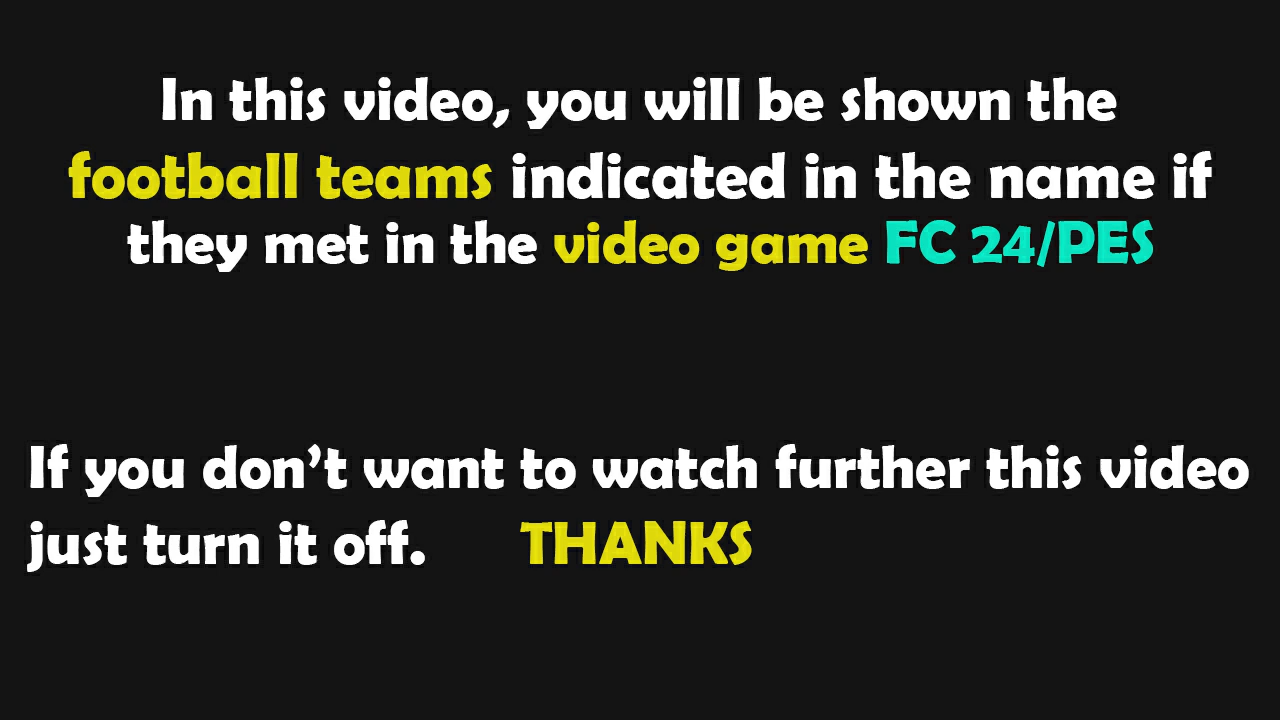 In this video, you will be shown the
football teams indicated in the name if
they met in the video game FC 24/PES
If you don't want to watch further this video
just turn it off. THANKS